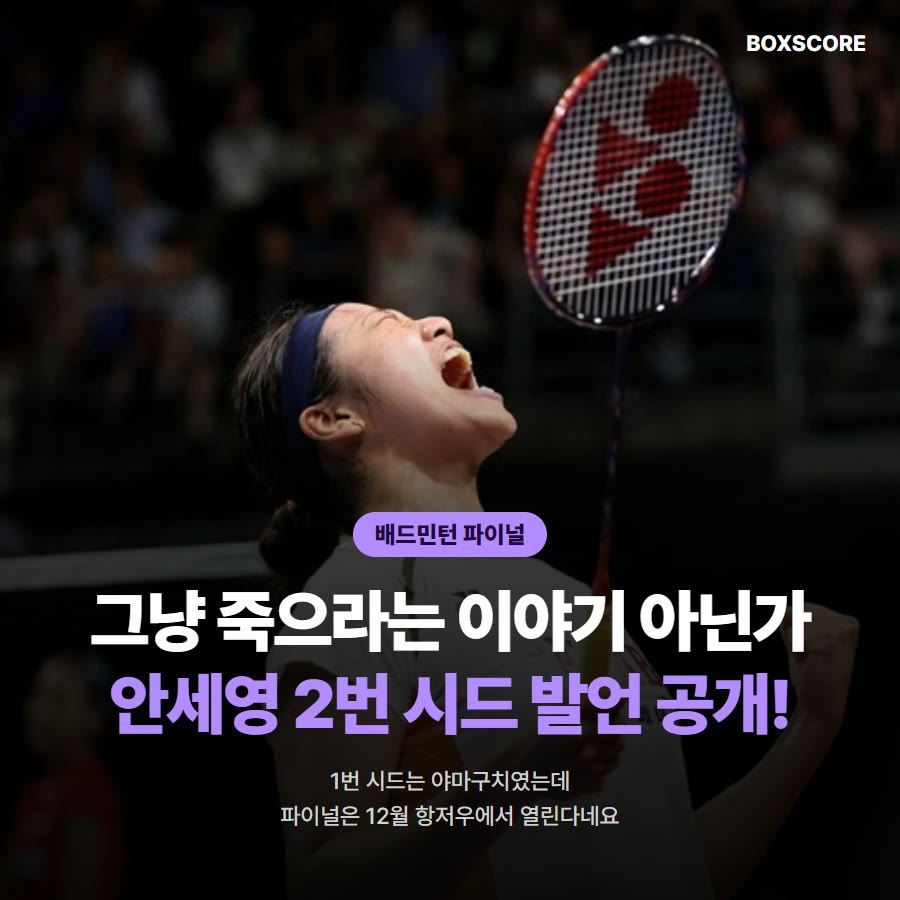 BOXSCORE
배드민턴 파이널
그냥 죽으라는 이야기 아닌가
안세영 2번 시드 발언 공개!
1번 시드는 야마구치였는데
파이널은 12월 항저우에서 열린다네요